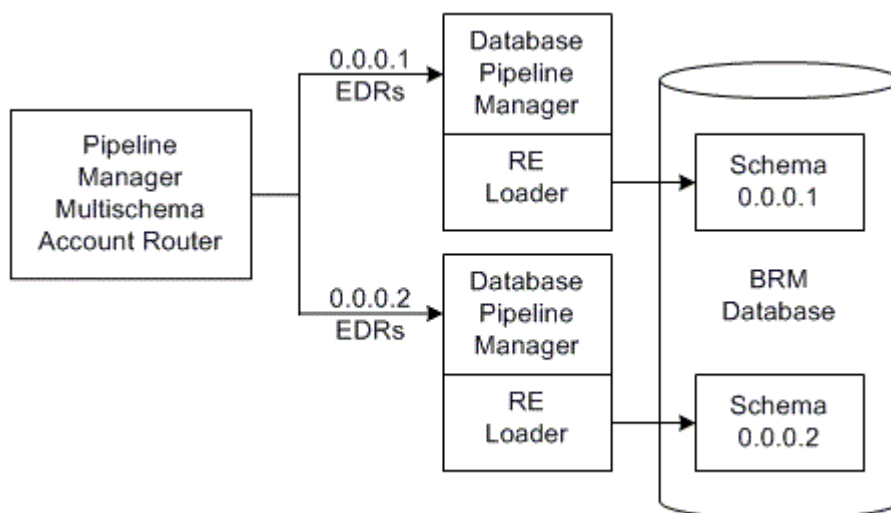 Pipeline
Manager
Multischema
Account Router
0.0.0.1
EDRs
Database
Pipeline
Manager
RE
Loader
Schema
0.0.0.1
0.0.0.2
EDRs
Database
Pipeline
Manager
RE
Loader
BRM
Database
Schema
0.0.0.2